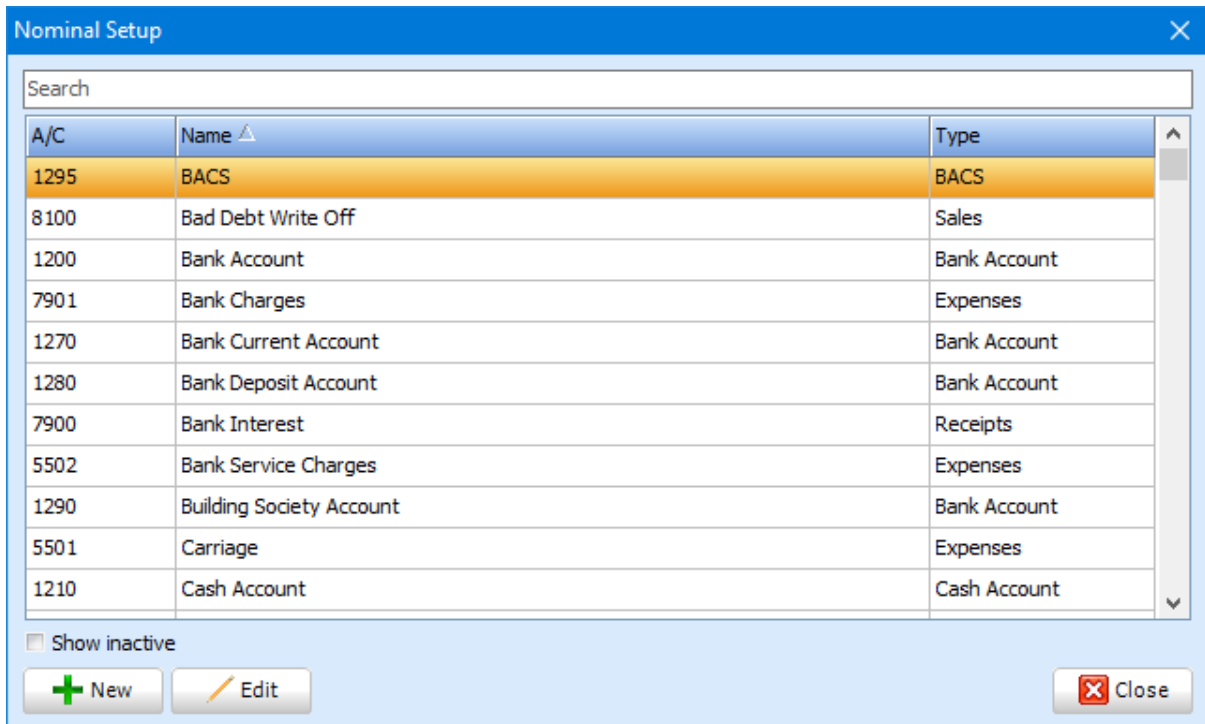 Nominal Setup
Search
A/C Name Type
1295 BACS BACS
8100 Bad Debt Write Off Sales
1200 Bank Account Bank Account
7901 Bank Charges Expenses
1270 Bank Current Account Bank Account
1280 Bank Deposit Account Bank Account
7900 Bank Interest Receipts
5502 Bank Service Charges Expenses
1290 Building Society Account Bank Account
5501 Carriage Expenses
1210 Cash Account Cash Account
Show inactive
New Edit Close